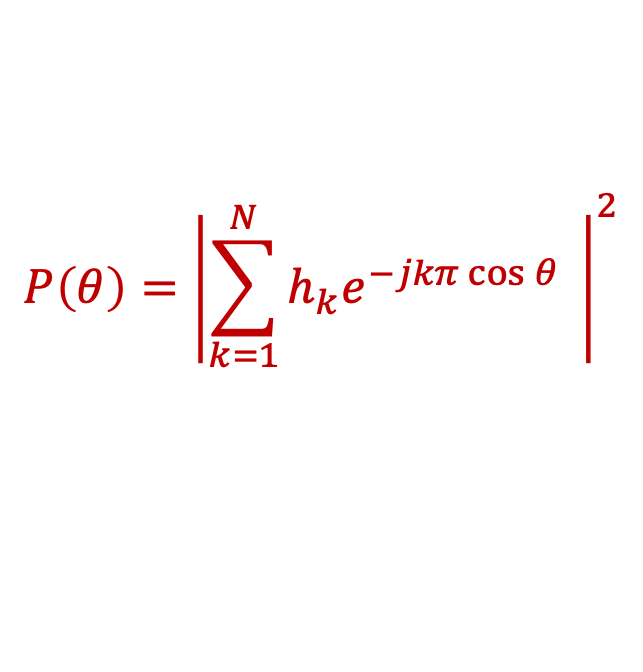 P(θ) = |∑_{k=1}^{N} h_k e^{−jkπ cos θ}|^2